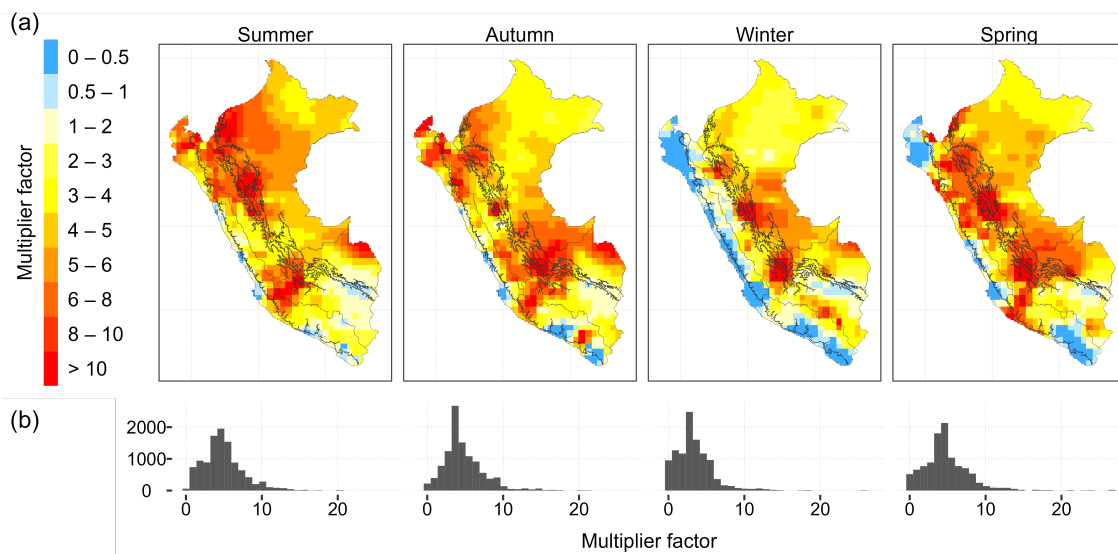 (a)
Summer Autumn Winter Spring
Multiplier factor
0 – 0.5
0.5 – 1
1 – 2
2 – 3
3 – 4
4 – 5
5 – 6
6 – 8
8 – 10
> 10
(b)
2000
1000
0
0 10 20 0 10 20 0 10 20 0 10 20
Multiplier factor